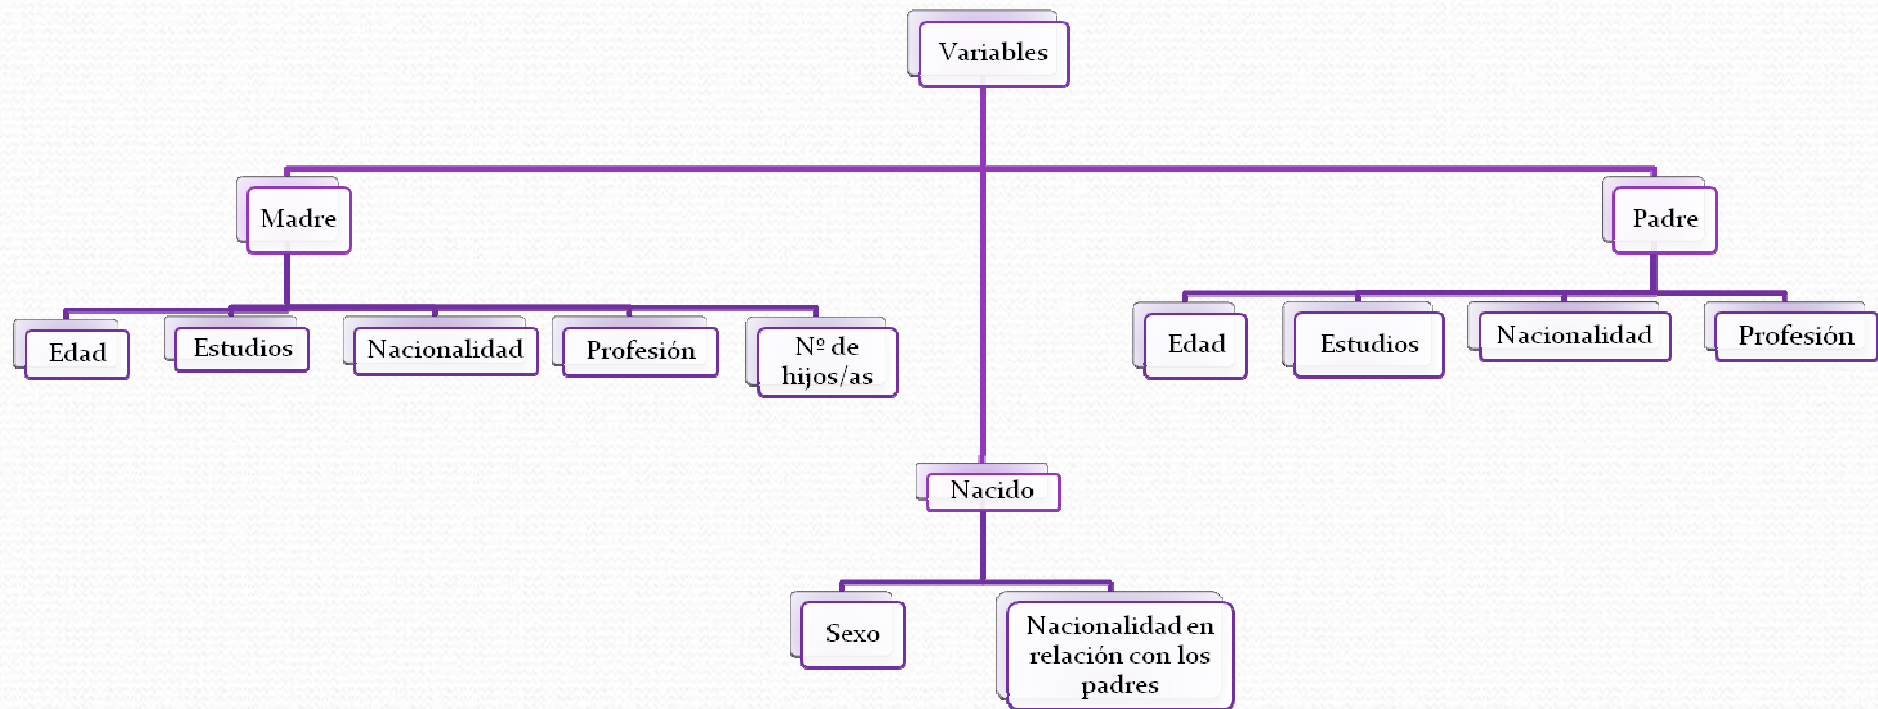 Variables
Madre
Padre
Edad
Estudios
Nacionalidad
Profesión
Nº de
hijos/as
Edad
Estudios
Nacionalidad
Profesión
Nacido
Sexo
Nacionalidad en
relación con los
padres